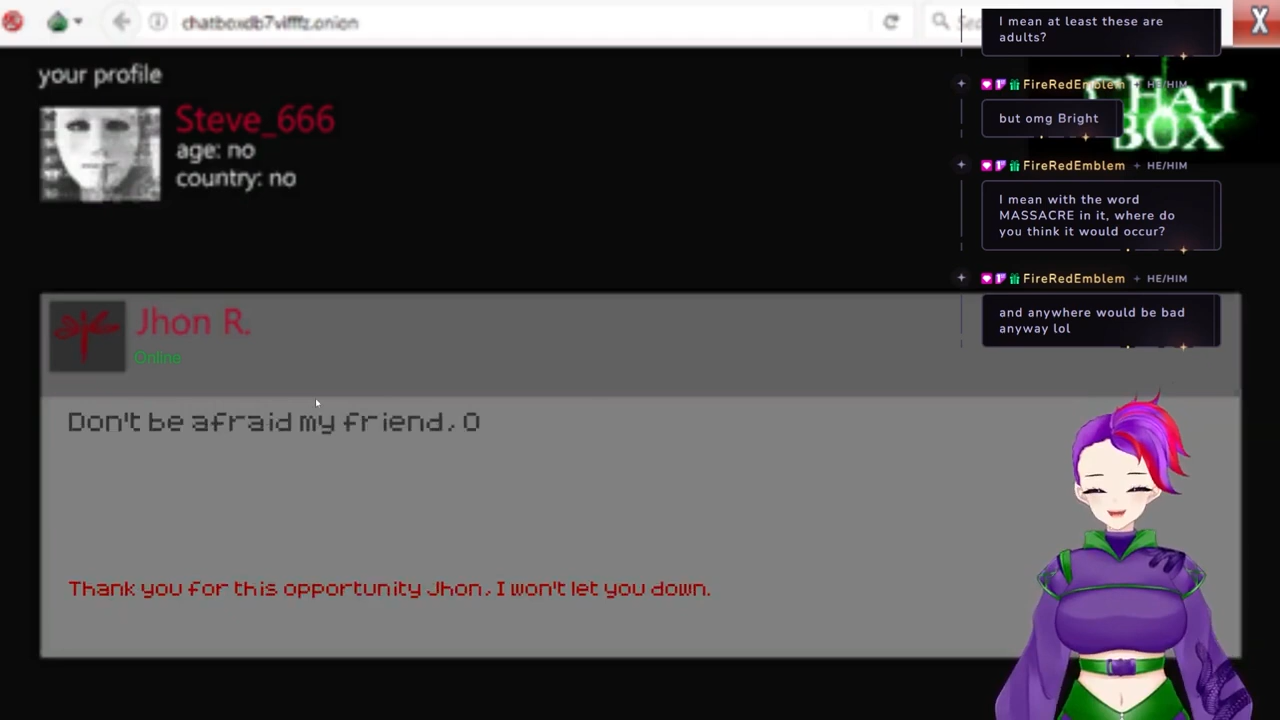 chatboxdb7vlfffz.onion
your profile
Steve_666
age: no
country: no
CHAT
BOX
Jhon R.
Online
Don't be afraid my friend, O
Thank you for this opportunity Jhon, I won't let you down.
X
I mean at least these are
adults?
FireRedEmblem + HE/HIM
but omg Bright
FireRedEmblem + HE/HIM
I mean with the word
MASSACRE in it, where do
you think it would occur?
FireRedEmblem + HE/HIM
and anywhere would be bad
anyway lol